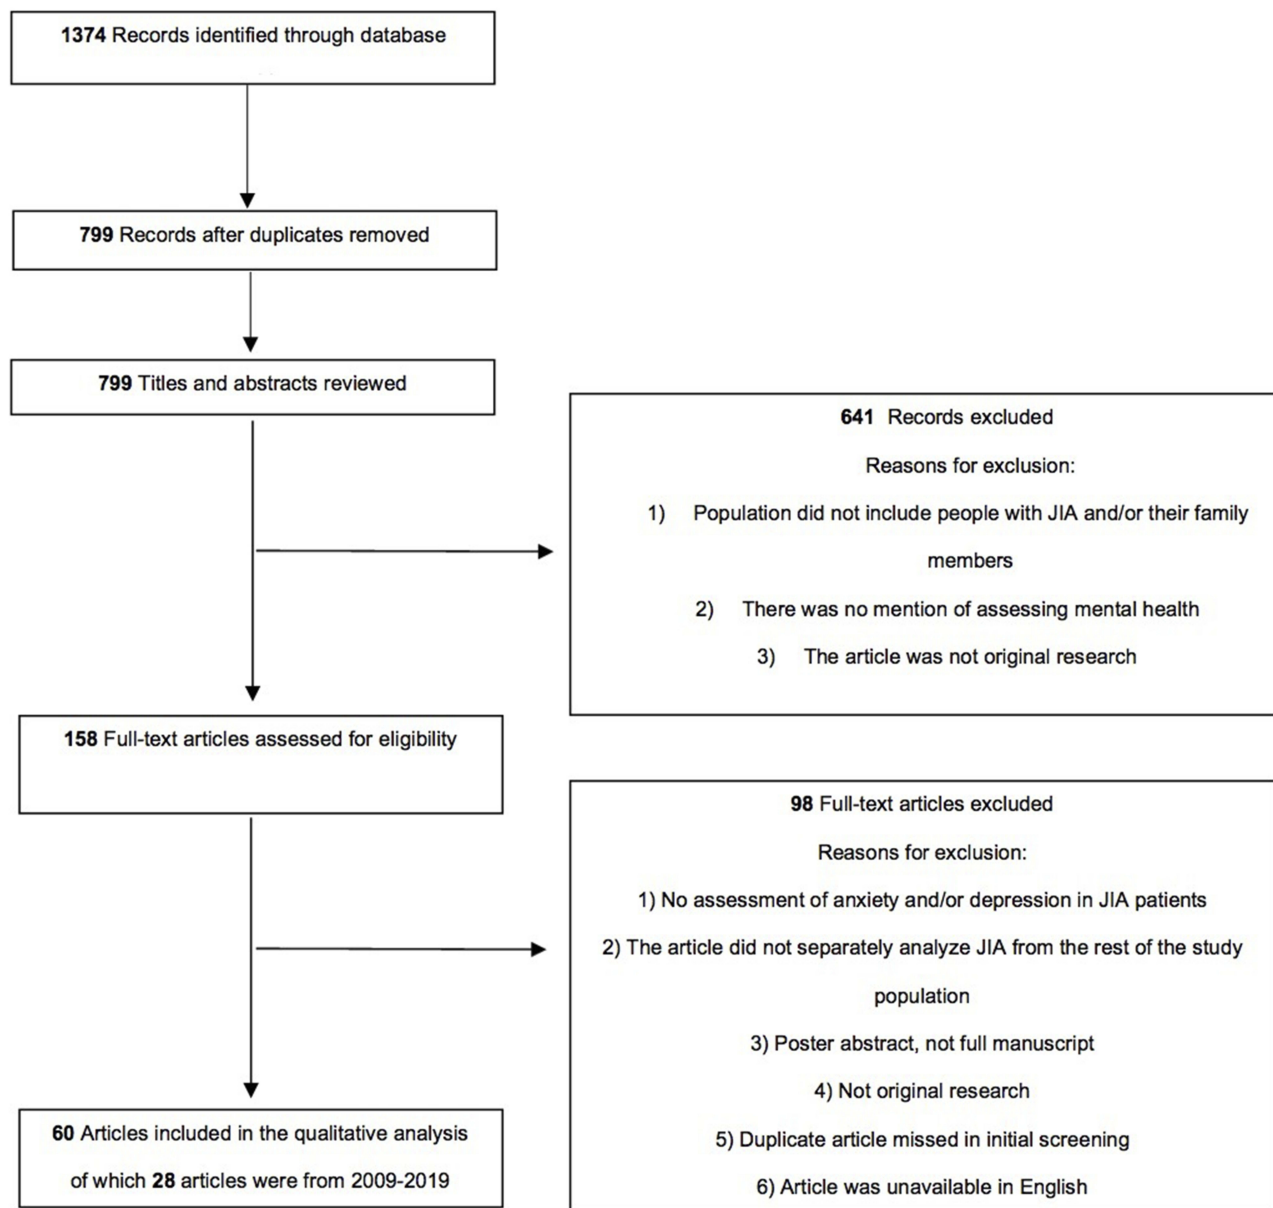 1374 Records identified through database
799 Records after duplicates removed
799 Titles and abstracts reviewed
641 Records excluded
Reasons for exclusion:
1) Population did not include people with JIA and/or their family
members
2) There was no mention of assessing mental health
3) The article was not original research
158 Full-text articles assessed for eligibility
98 Full-text articles excluded
Reasons for exclusion:
1) No assessment of anxiety and/or depression in JIA patients
2) The article did not separately analyze JIA from the rest of the study
population
3) Poster abstract, not full manuscript
4) Not original research
5) Duplicate article missed in initial screening
6) Article was unavailable in English
60 Articles included in the qualitative analysis
of which 28 articles were from 2009-2019